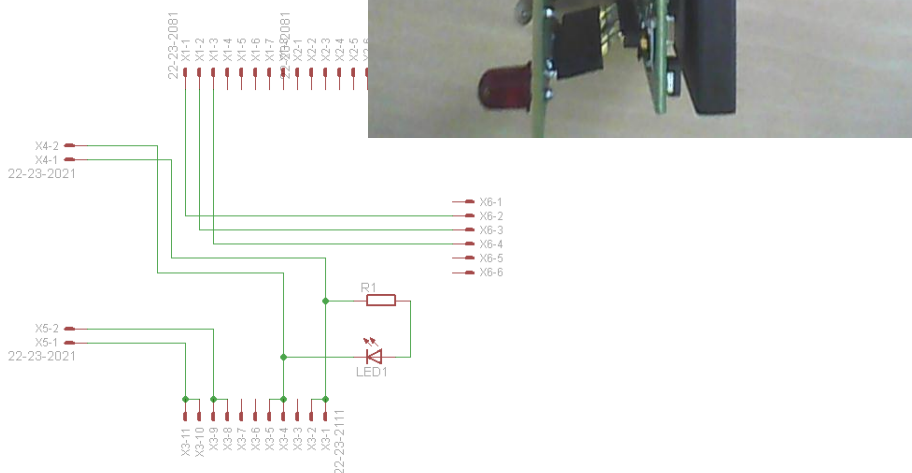 22-23-2081
X1-1
X1-2
X1-3
X1-4
X1-5
X1-6
X1-7
22-23-2081
X2-1
X2-2
X2-3
X2-4
X2-5
X4-2
X4-1
22-23-2021
X6-1
X6-2
X6-3
X6-4
X6-5
X6-6
R1
LED1
X5-2
X5-1
22-23-2021
X3-11
X3-10
X3-9
X3-8
X3-7
X3-6
X3-5
X3-4
X3-3
X3-2
X3-1
22-23-2111